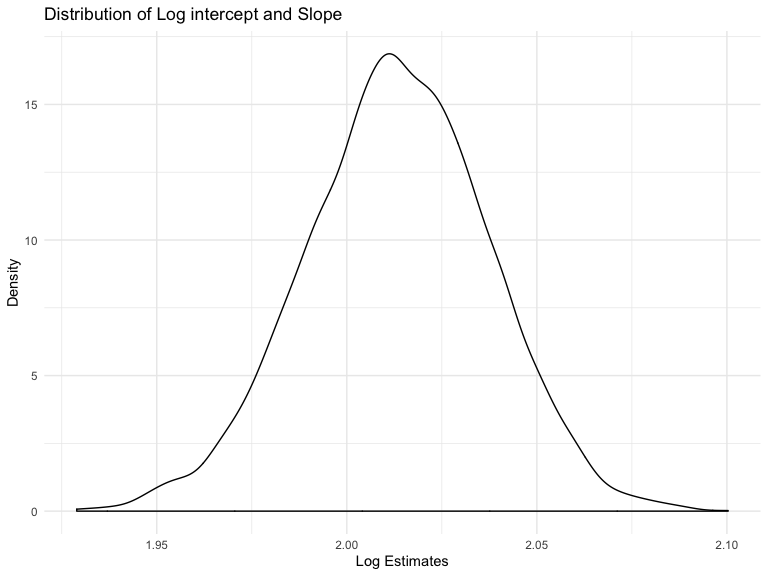 Distribution of Log intercept and Slope
Density
15
10
5
0
1.95 2.00 2.05 2.10
Log Estimates